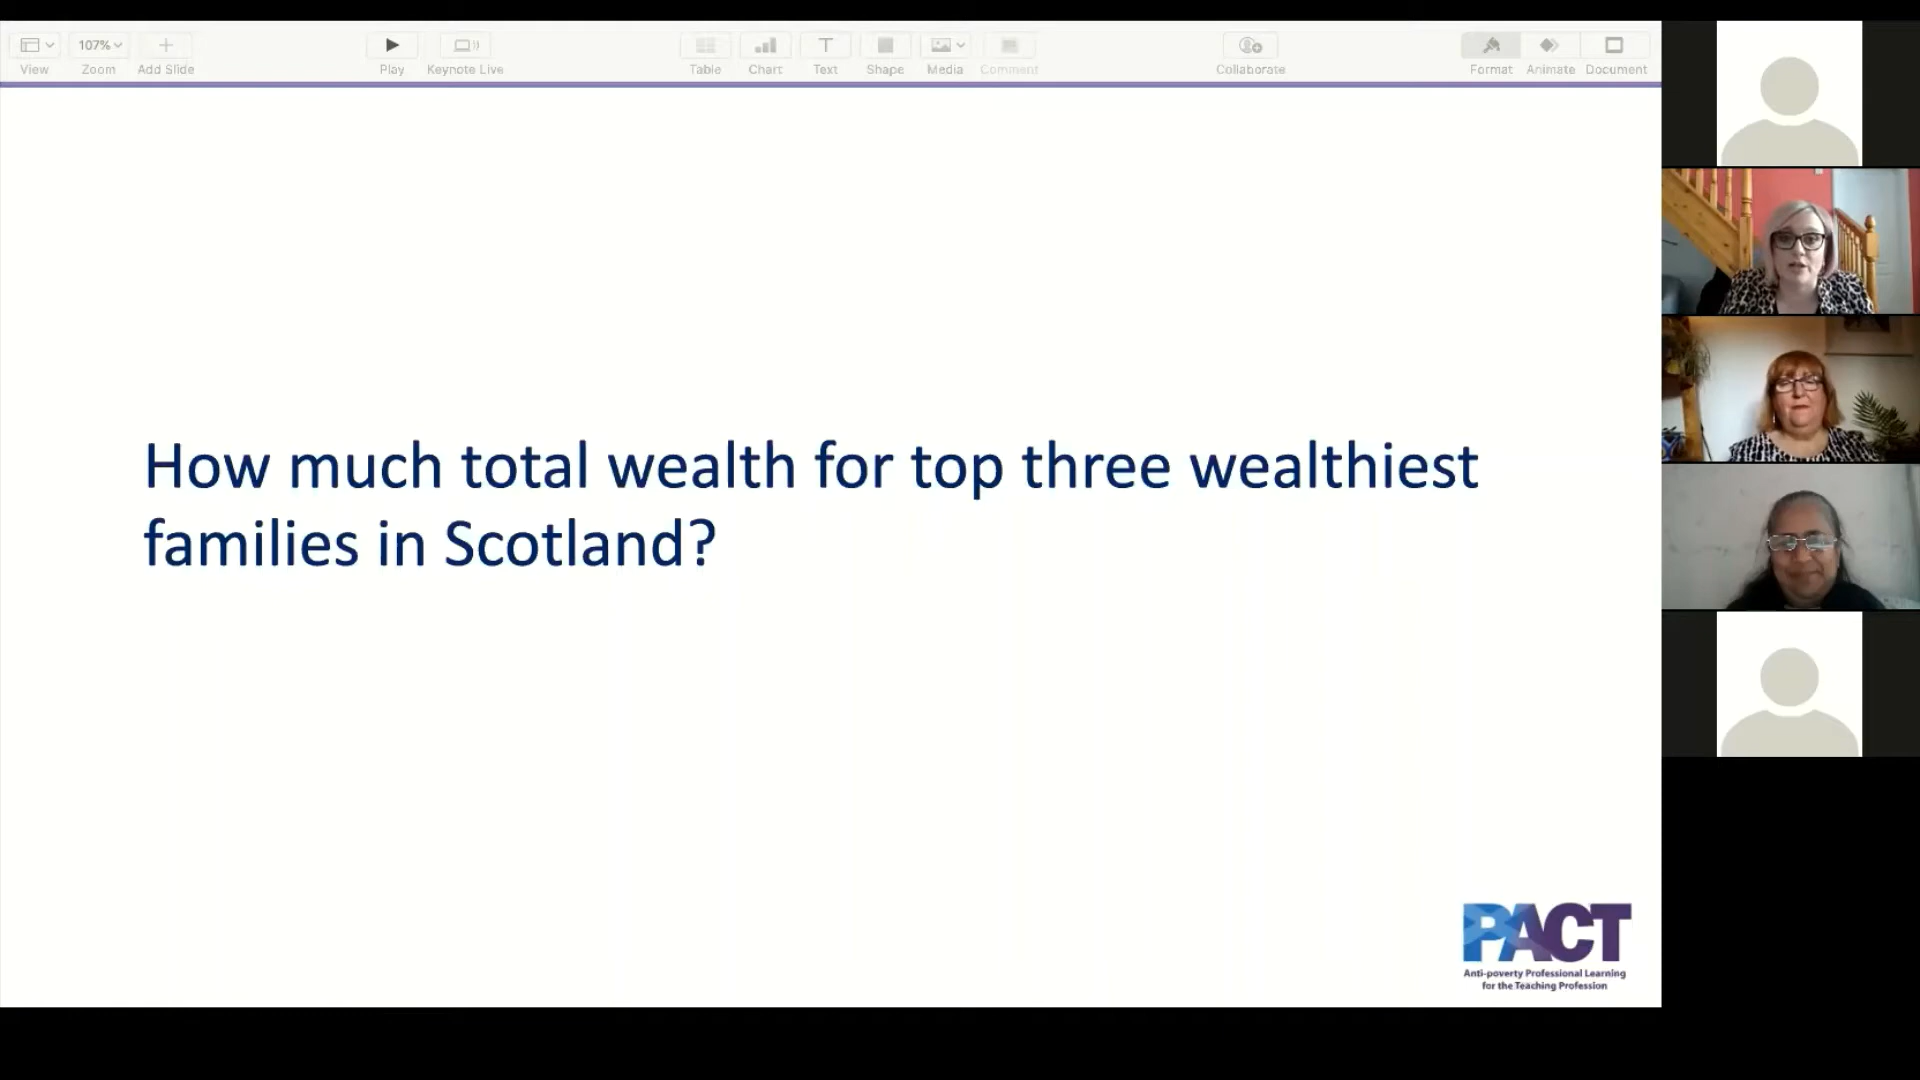 107%
View
Zoom
Add Slide
Play
Keynote Live
Table
Chart
Text
Shape
Media
Comment
Collaborate
Format
Animate
Document
How much total wealth for top three wealthiest
families in Scotland?
PACT
Anti-poverty Professional Learning
for the Teaching Profession